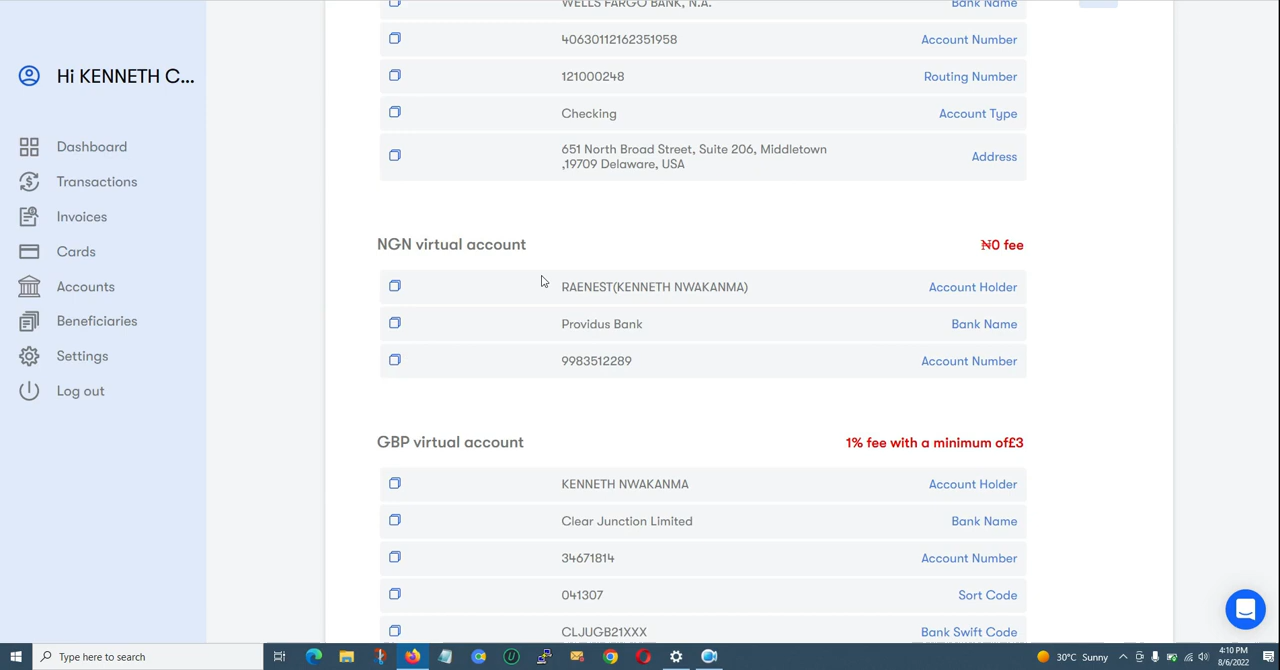 Hi KENNETH C...
Dashboard
Transactions
Invoices
Cards
Accounts
Beneficiaries
Settings
Log out
WELLS FARGO BANK, N.A. Bank Name
40630112162351958 Account Number
121000248 Routing Number
Checking Account Type
651 North Broad Street, Suite 206, Middletown
,19709 Delaware, USA Address
NGN virtual account ₦0 fee
RAENEST(KENNETH NWAKANMA) Account Holder
Providus Bank Bank Name
9983512289 Account Number
GBP virtual account 1% fee with a minimum of£3
KENNETH NWAKANMA Account Holder
Clear Junction Limited Bank Name
34671814 Account Number
041307 Sort Code
CLJUGB21XXX Bank Swift Code
Type here to search
30°C Sunny
4:10 PM
8/6/2022